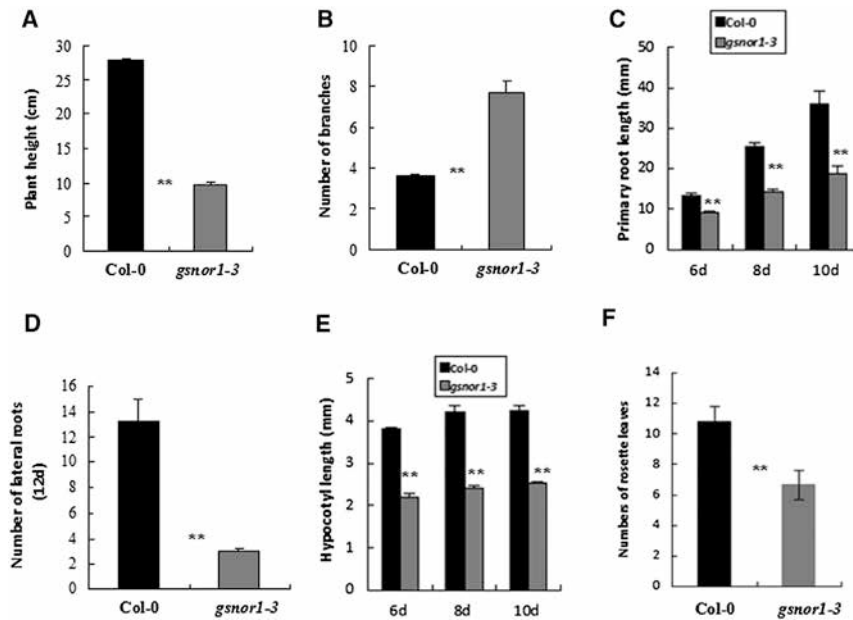 A
Plant height (cm)
30
25
20
15
10
5
0
**
Col-0 gsnor1-3
B
Number of branches
10
8
6
4
2
0
**
Col-0 gsnor1-3
C
Col-0
gsnor1-3
Primary root length (mm)
50
40
30
20
10
0
**
**
**
6d 8d 10d
D
Number of lateral roots
(12d)
16
14
12
10
8
6
4
2
0
**
Col-0 gsnor1-3
E
Col-0
gsnor1-3
Hypocotyl length (mm)
5
4
3
2
1
0
**
**
**
6d 8d 10d
F
Numbers of rosette leaves
14
12
10
8
6
4
2
0
**
Col-0 gsnor1-3